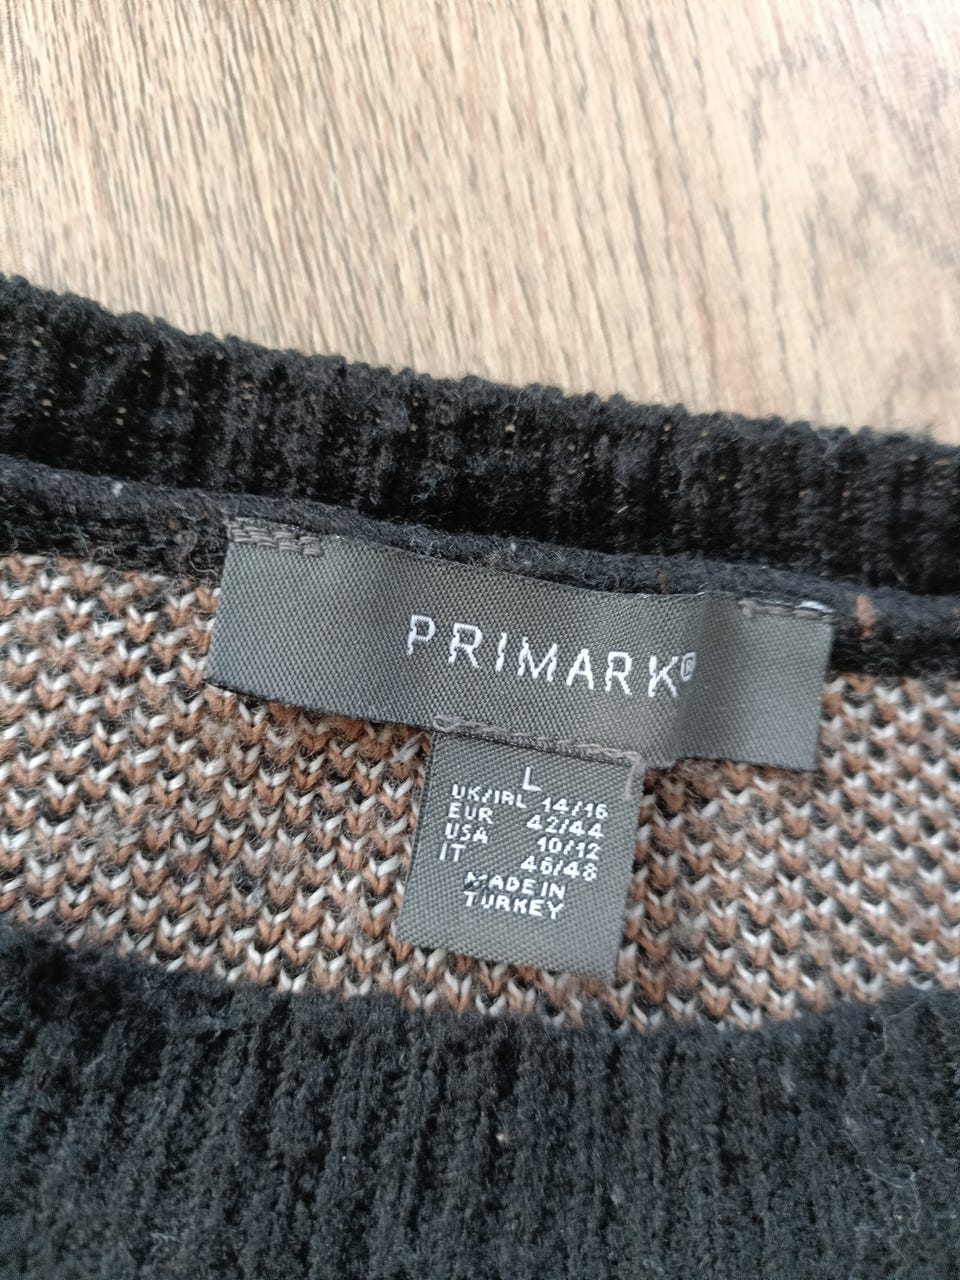 PRIMARK®
L
UK/IRL 14/16
EUR 42/44
USA 10/12
IT 46/48
MADE IN
TURKEY